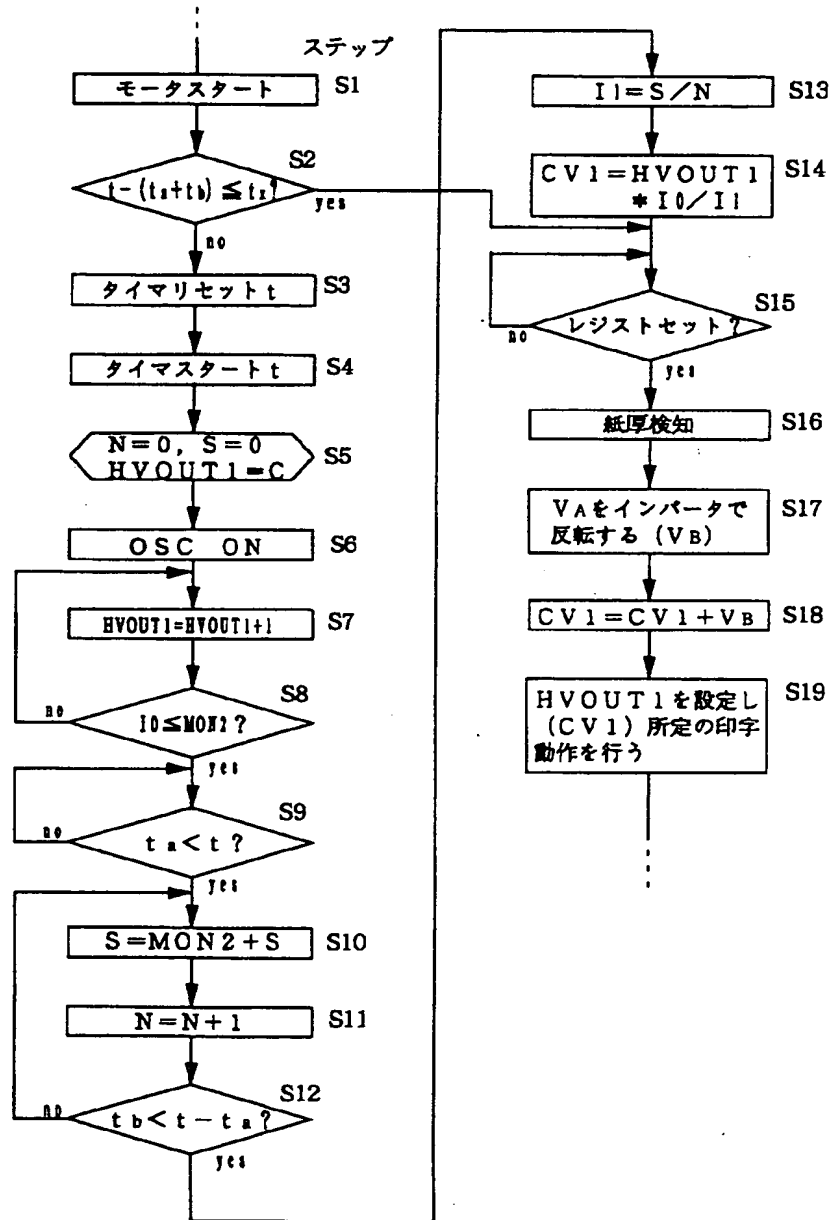 ステップ
モータスタート S1
S2
t-(ta+tb)≦tx?
yes
no
タイマリセットt S3
タイマスタートt S4
N=0, S=0
HVOUT1=C
S5
OSC ON S6
HVOUT1=HVOUT1+1 S7
S8
I0≦MON2?
no
yes
S9
ta<t?
no
yes
S=MON2+S S10
N=N+1 S11
S12
tb<t-ta?
no
yes
I1=S/N S13
CV1=HVOUT1
*I0/I1
S14
S15
レジストセット?
no
yes
紙厚検知 S16
VAをインバータで
反転する(VB)
S17
CV1=CV1+VB S18
HVOUT1を設定し
(CV1)所定の印字
動作を行う
S19